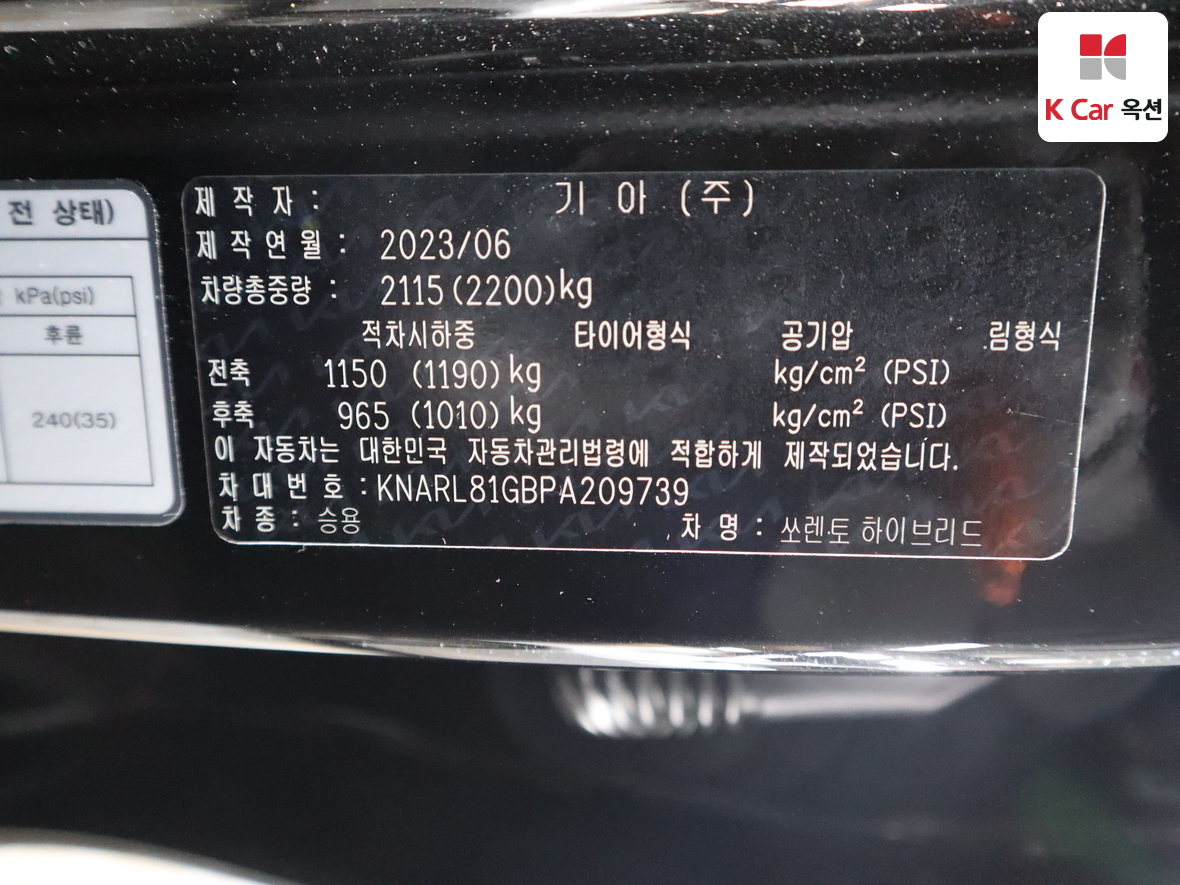 K Car 옥션
전 상태)
kPa(psi)
후륜
240(35)
제 작 자 : 기 아 (주)
제 작 연 월 : 2023/06
차량총중량 : 2115(2200)kg
적차시하중 타이어형식 공기압 림형식
전축 1150 (1190) kg kg/cm² (PSI)
후축 965 (1010) kg kg/cm² (PSI)
이 자동차는 대한민국 자동차관리법령에 적합하게 제작되었습니다.
차 대 번 호 : KNARL81GBPA209739
차 종 : 승용 차 명 : 쏘렌토 하이브리드